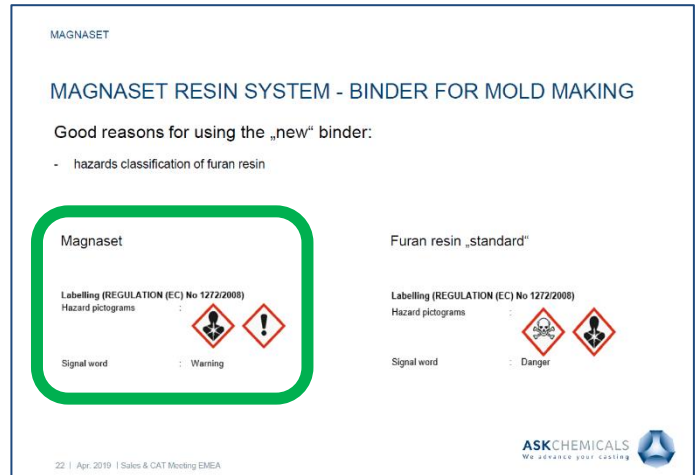 MAGNASET
MAGNASET RESIN SYSTEM - BINDER FOR MOLD MAKING
Good reasons for using the „new“ binder:
- hazards classification of furan resin
Magnaset
Labelling (REGULATION (EC) No 1272/2008)
Hazard pictograms :
Signal word : Warning
Furan resin „standard“
Labelling (REGULATION (EC) No 1272/2008)
Hazard pictograms :
Signal word : Danger
22 | Apr. 2019 | Sales & CAT Meeting EMEA
ASKCHEMICALS
We advance your casting